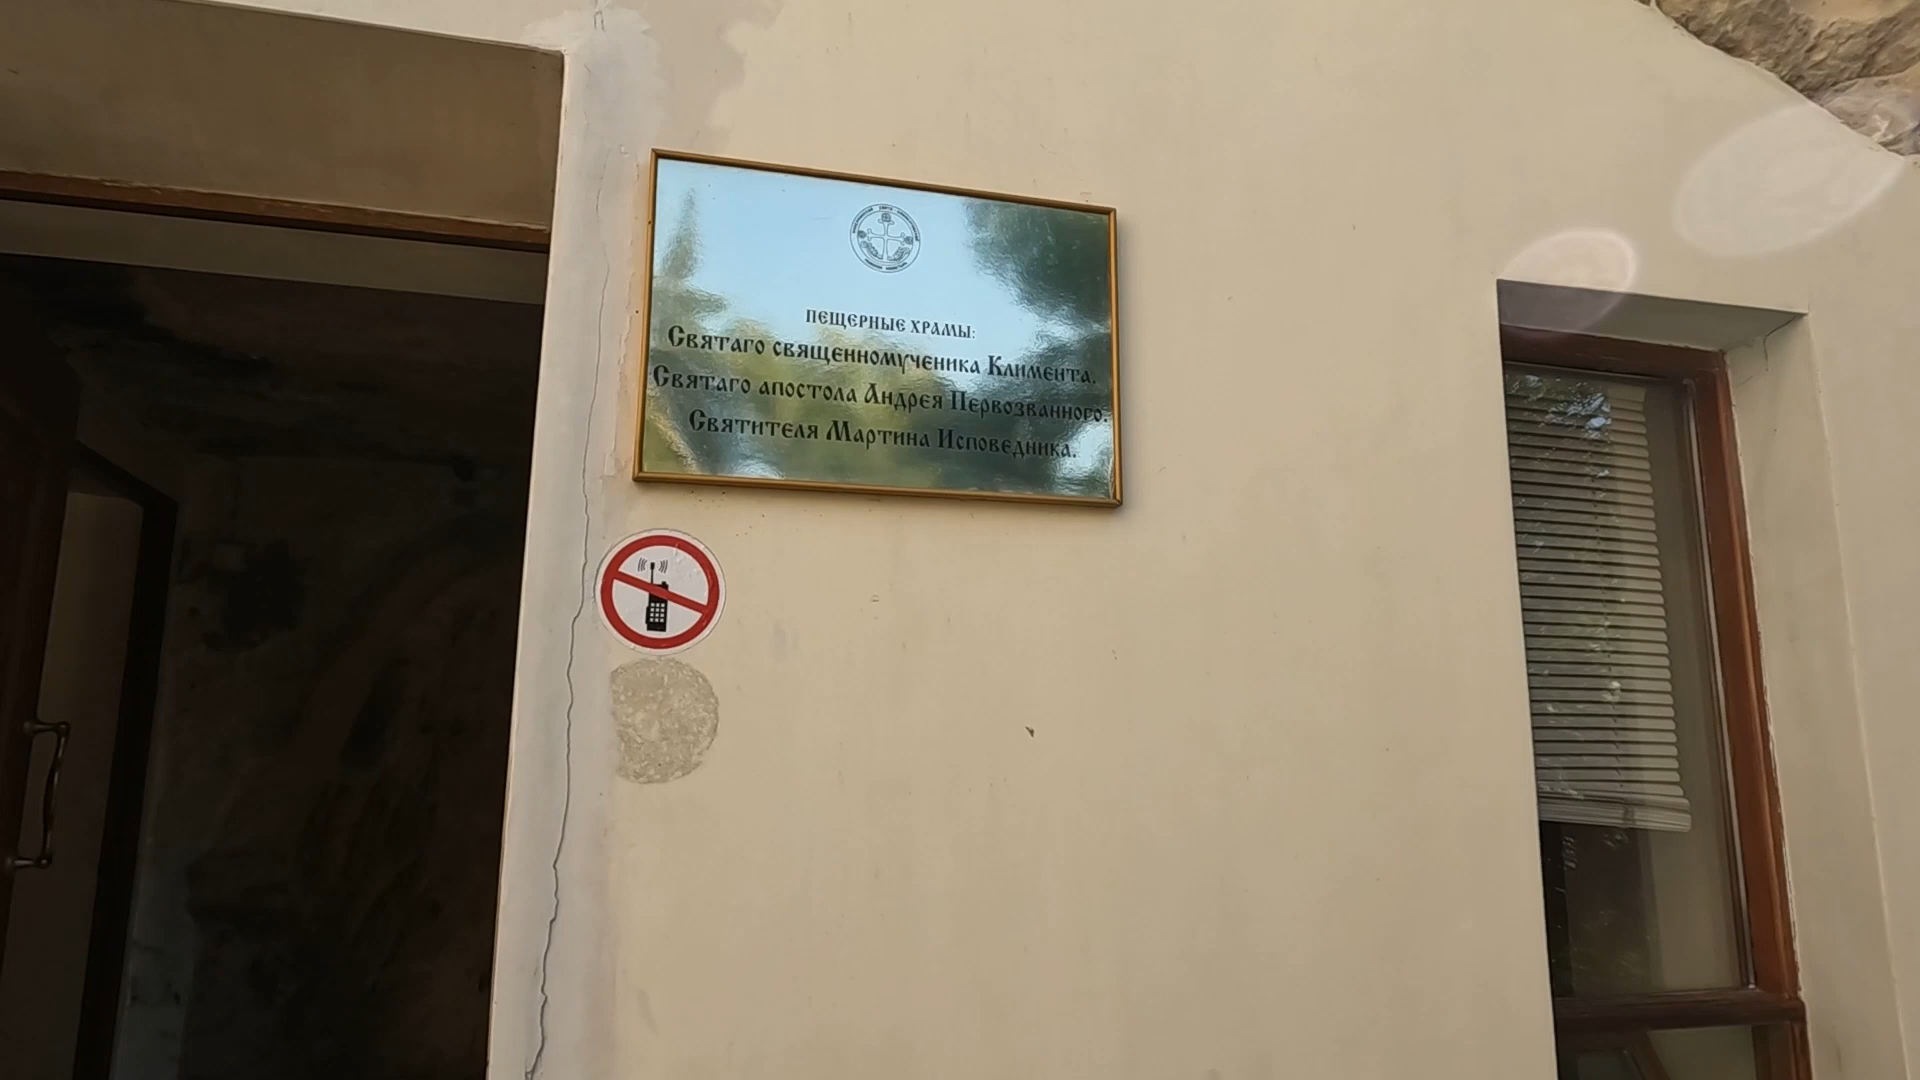 ПЕЩЕРНЫЕ ХРАМЫ:
Святаго священномученика Климента.
Святаго апостола Андрея Первозванного.
Святителя Мартина Исповедника.